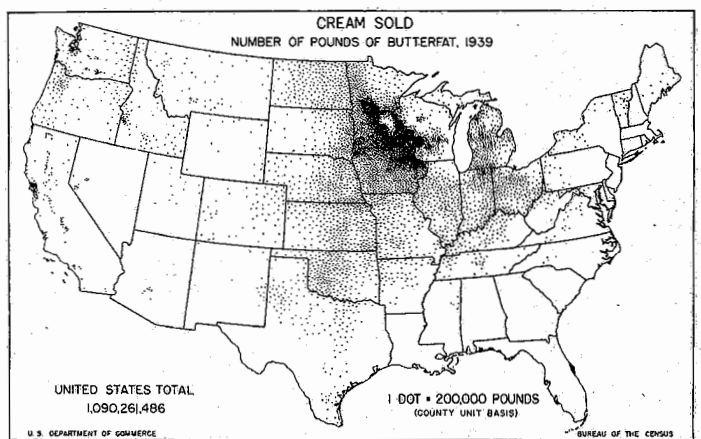 CREAM SOLD
NUMBER OF POUNDS OF BUTTERFAT, 1939
UNITED STATES TOTAL
1,090,261,486
1 DOT = 200,000 POUNDS
(COUNTY UNIT BASIS)
U. S. DEPARTMENT OF COMMERCE
BUREAU OF THE CENSUS